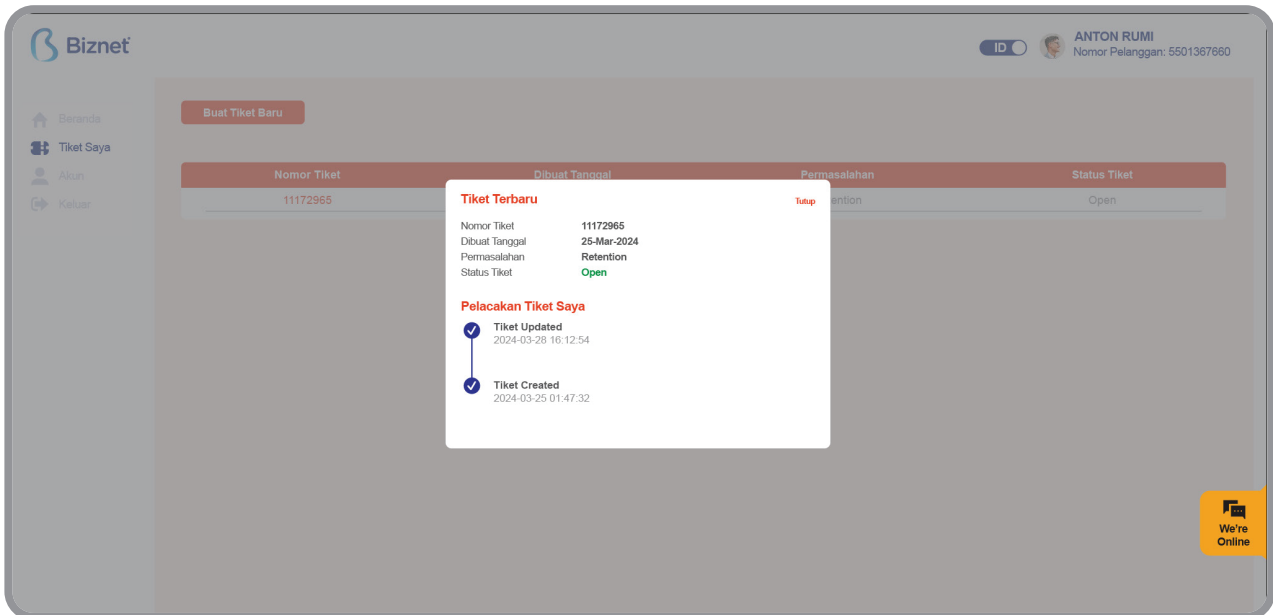 Biznet
ID
ANTON RUMI
Nomor Pelanggan: 5501367660
Beranda
Tiket Saya
Akun
Keluar
Buat Tiket Baru
Nomor Tiket Dibuat Tanggal Permasalahan Status Tiket
11172965 Open
Tiket Terbaru Tutup
Nomor Tiket 11172965
Dibuat Tanggal 25-Mar-2024
Permasalahan Retention
Status Tiket Open
Pelacakan Tiket Saya
Tiket Updated
2024-03-28 16:12:54
Tiket Created
2024-03-25 01:47:32
We're
Online